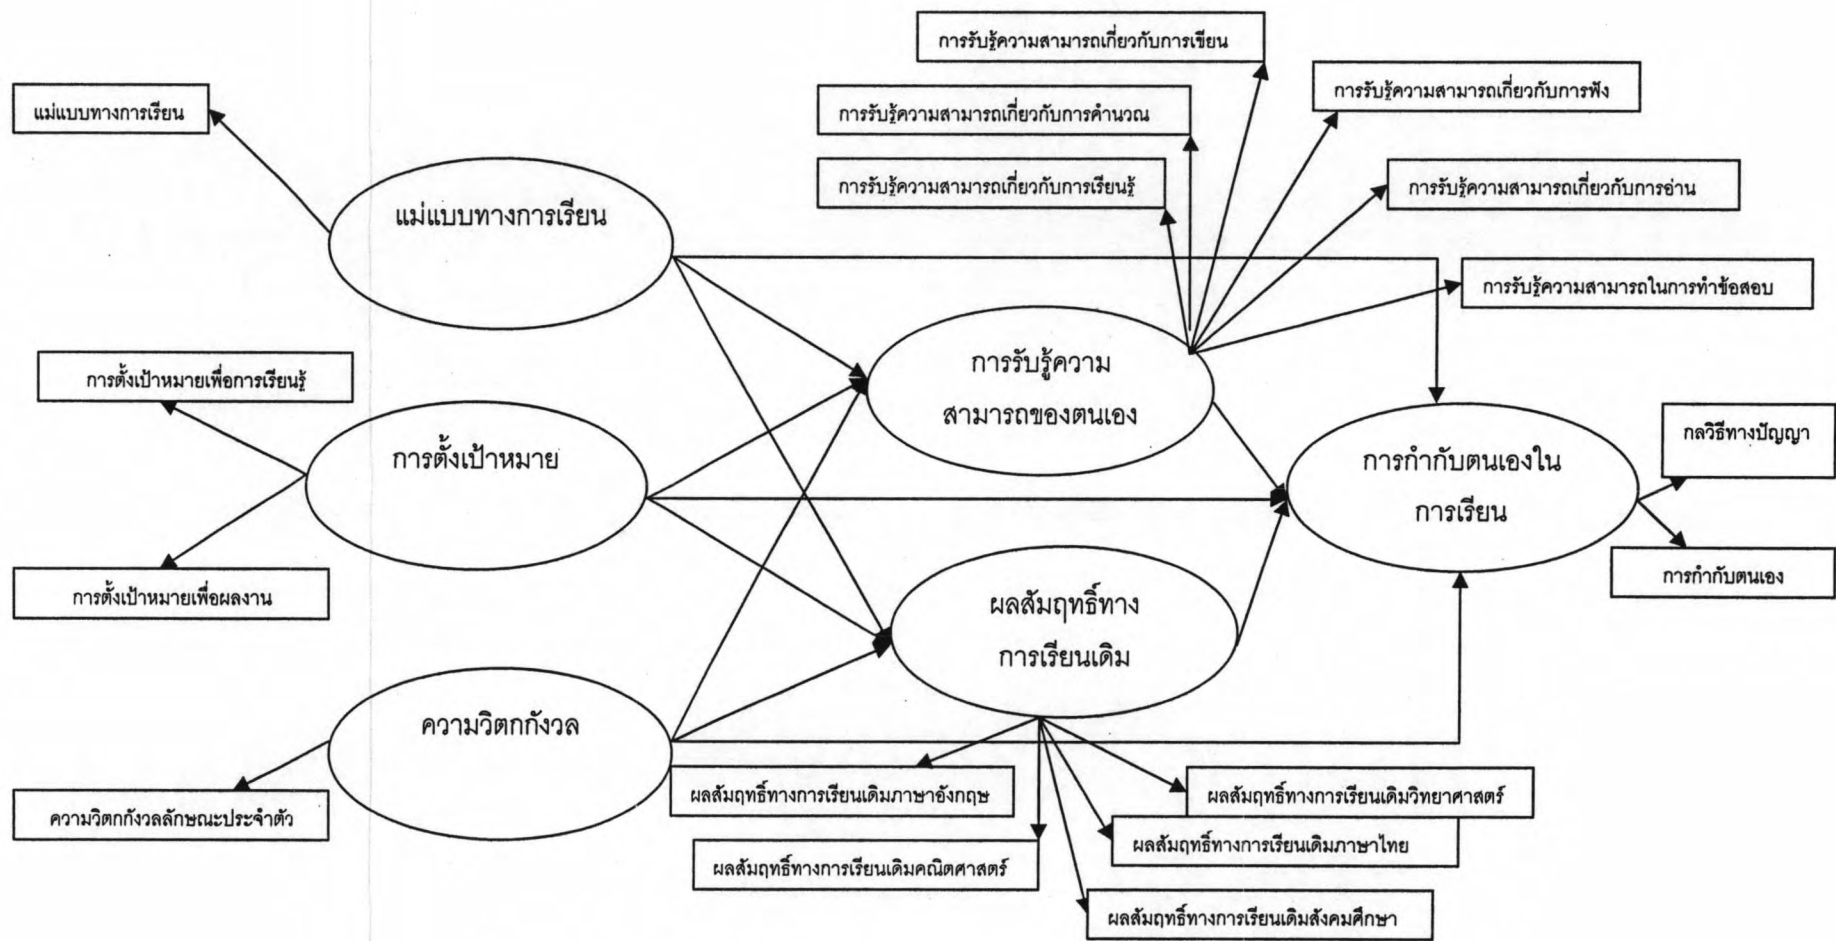 การรับรู้ความสามารถเกี่ยวกับการเขียน
การรับรู้ความสามารถเกี่ยวกับการฟัง
แม่แบบทางการเรียน
การรับรู้ความสามารถเกี่ยวกับการคำนวณ
การรับรู้ความสามารถเกี่ยวกับการเรียนรู้
การรับรู้ความสามารถเกี่ยวกับการอ่าน
แม่แบบทางการเรียน
การรับรู้ความสามารถในการทำข้อสอบ
การรับรู้ความ
สามารถของตนเอง
การตั้งเป้าหมายเพื่อการเรียนรู้
การตั้งเป้าหมาย
การกำกับตนเองใน
การเรียน
กลวิธีทางปัญญา
การกำกับตนเอง
การตั้งเป้าหมายเพื่อผลงาน
ผลสัมฤทธิ์ทาง
การเรียนเดิม
ความวิตกกังวล
ความวิตกกังวลลักษณะประจำตัว
ผลสัมฤทธิ์ทางการเรียนเดิมภาษาอังกฤษ
ผลสัมฤทธิ์ทางการเรียนเดิมวิทยาศาสตร์
ผลสัมฤทธิ์ทางการเรียนเดิมภาษาไทย
ผลสัมฤทธิ์ทางการเรียนเดิมคณิตศาสตร์
ผลสัมฤทธิ์ทางการเรียนเดิมสังคมศึกษา